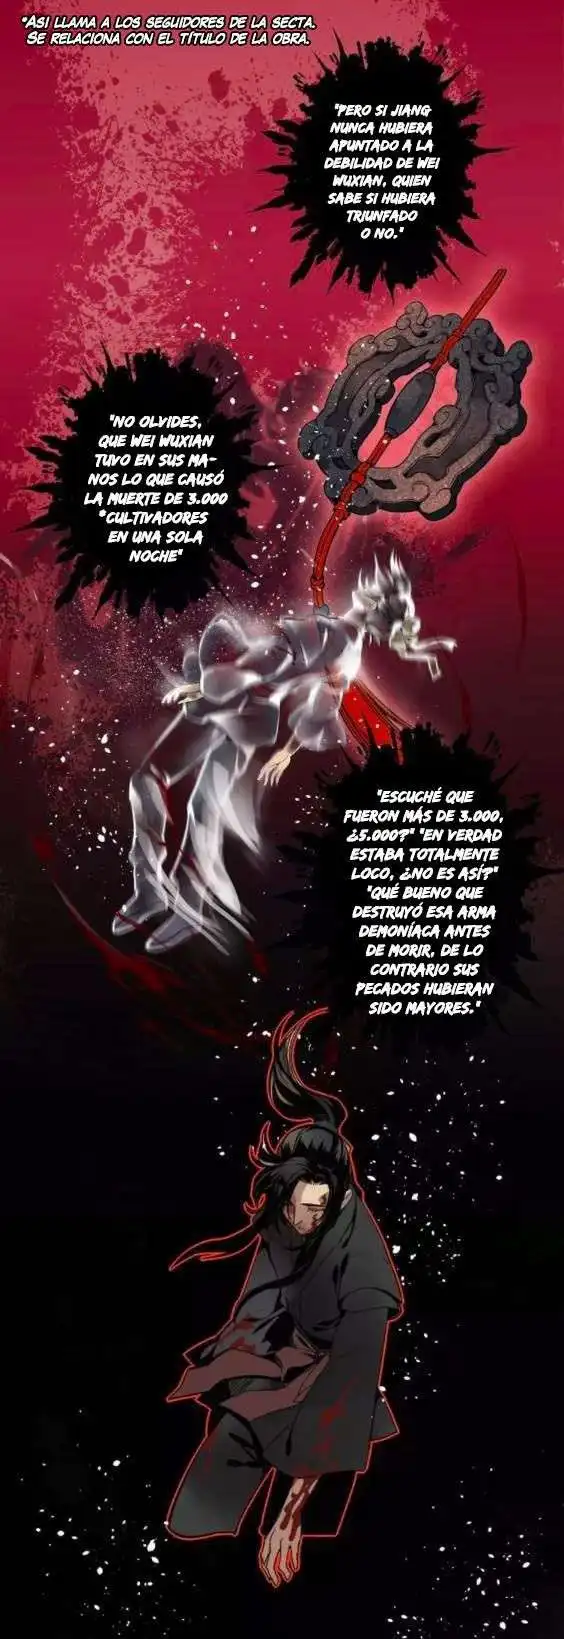 *ASI LLAMA A LOS SEGUIDORES DE LA SECTA.
SE RELACIONA CON EL TÍTULO DE LA OBRA.
"PERO SI JIANG
NUNCA HUBIERA
APUNTADO A LA
DEBILIDAD DE WEI
WUXIAN, QUIEN
SABE SI HUBIERA
TRIUNFADO
O NO."
"NO OLVIDES,
QUE WEI WUXIAN
TUVO EN SUS MA-
NOS LO QUE CAUSÓ
LA MUERTE DE 3.000
*CULTIVADORES
EN UNA SOLA
NOCHE"
"ESCUCHÉ QUE
FUERON MÁS DE 3.000,
¿5.000?" "EN VERDAD
ESTABA TOTALMENTE
LOCO, ¿NO ES ASÍ?"
"QUÉ BUENO QUE
DESTRUYÓ ESA ARMA
DEMONÍACA ANTES
DE MORIR, DE LO
CONTRARIO SUS
PECADOS HUBIERAN
SIDO MAYORES."